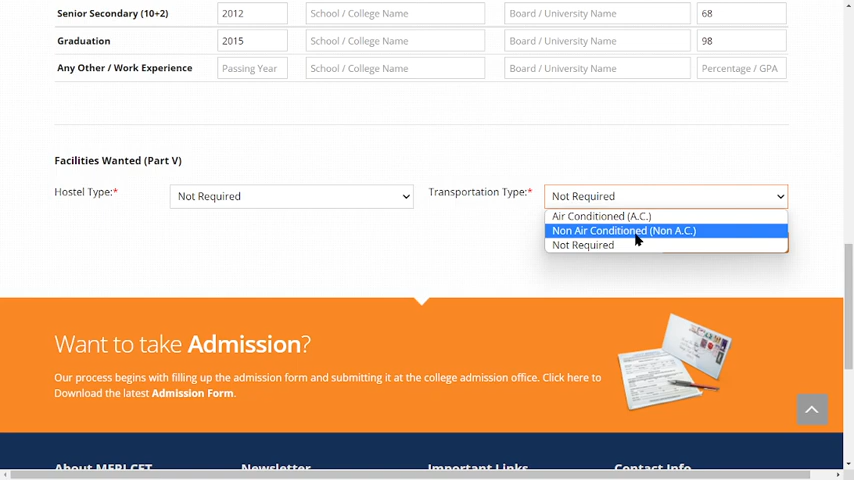 Senior Secondary (10+2) 2012 School / College Name Board / University Name 68
Graduation 2015 School / College Name Board / University Name 98
Any Other / Work Experience Passing Year School / College Name Board / University Name Percentage / GPA
Facilities Wanted (Part V)
Hostel Type:* Not Required Transportation Type:* Not Required
Air Conditioned (A.C.)
Non Air Conditioned (Non A.C.)
Not Required
Want to take Admission?
Our process begins with filling up the admission form and submitting it at the college admission office. Click here to
Download the latest Admission Form.
About MERI CET Newsletter Important Links Contact Info